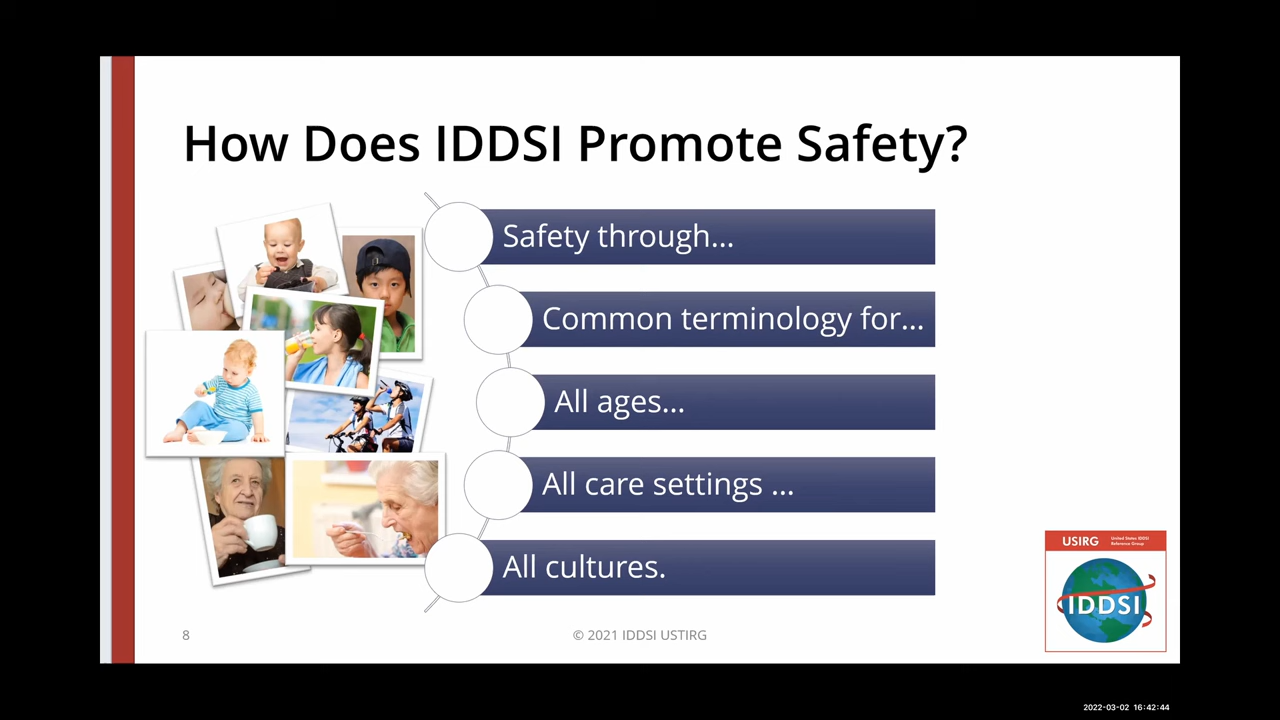 How Does IDDSI Promote Safety?
Safety through...
Common terminology for...
All ages...
All care settings ...
All cultures.
USIRG
United States IDDSI
Reference Group
IDDSI
8
© 2021 IDDSI USTIRG
2022-03-02 16:42:44